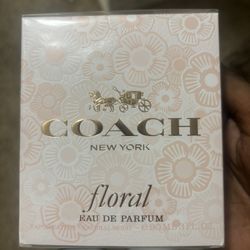 COACH
NEW YORK
floral
EAU DE PARFUM